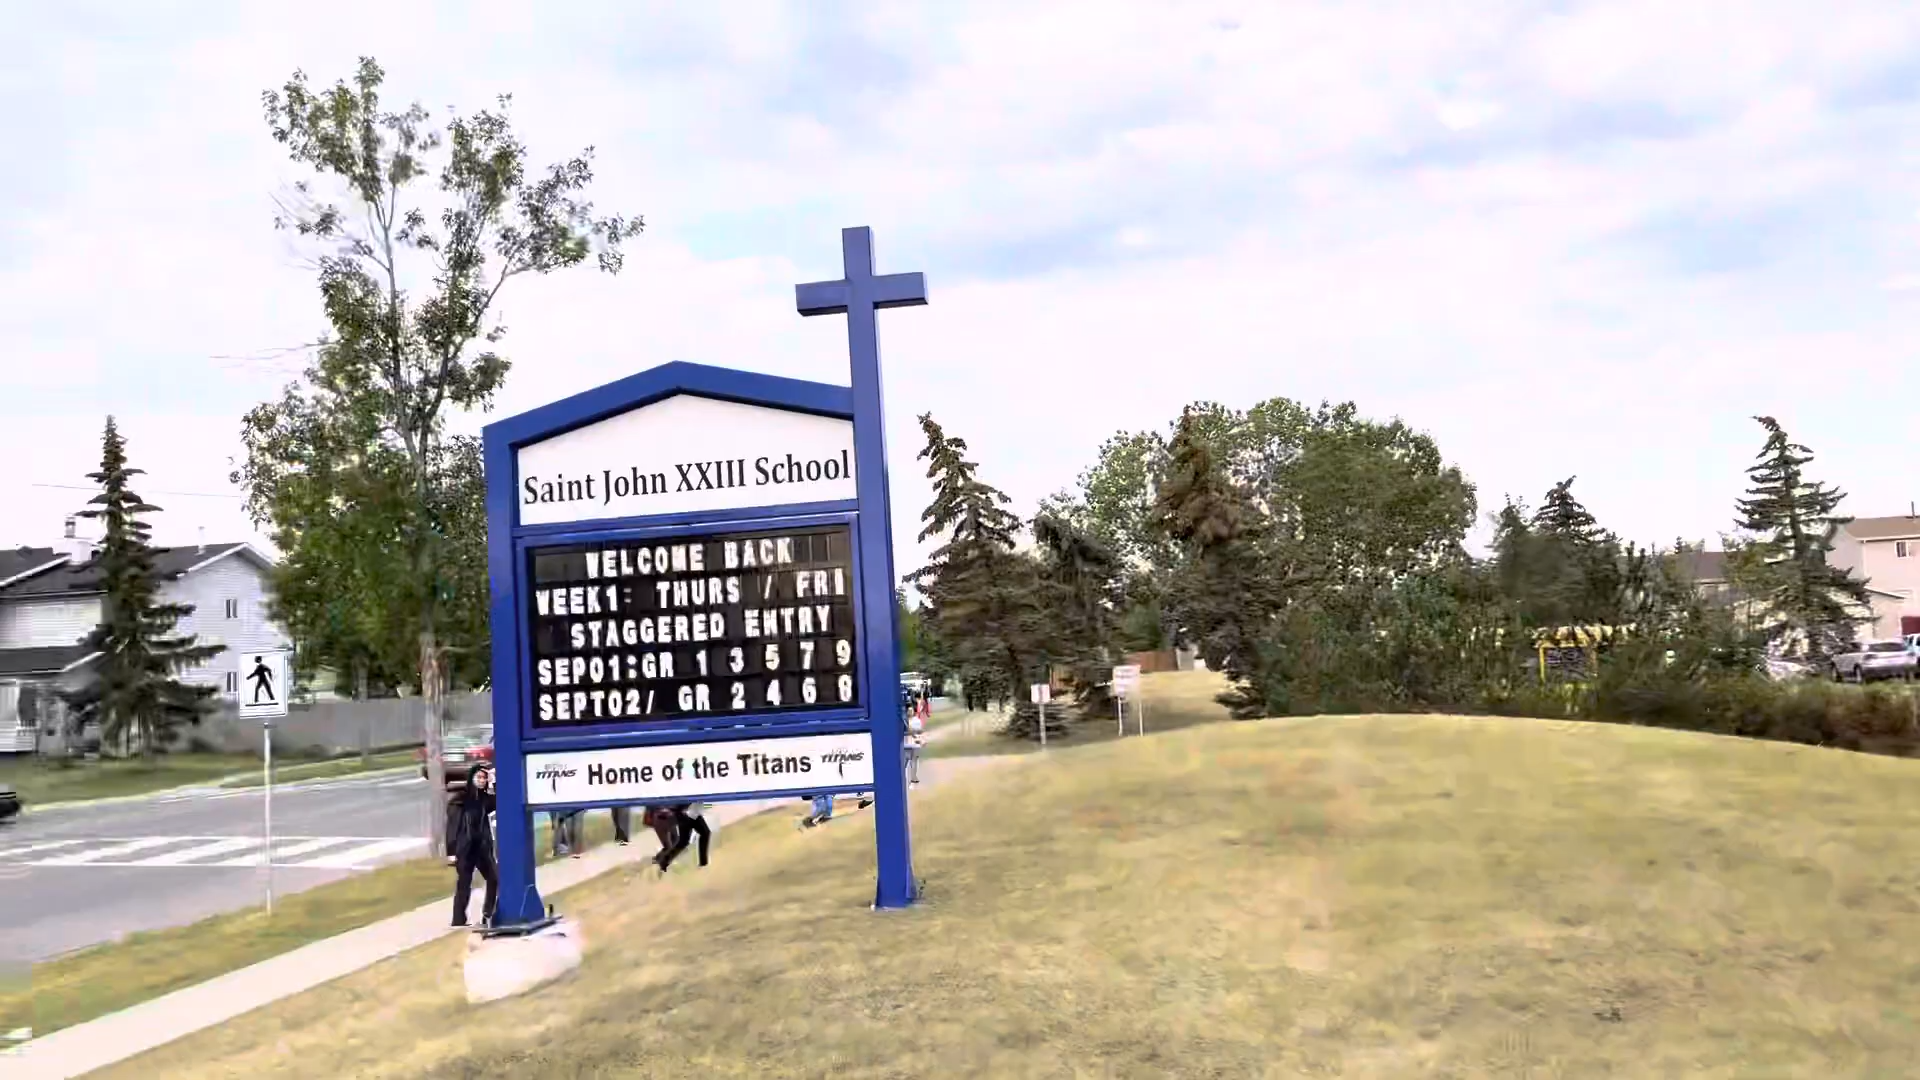 Saint John XXIII School
WELCOME BACK
WEEK1: THURS / FRI
STAGGERED ENTRY
SEP01:GR 1 3 5 7 9
SEPT02/ GR 2 4 6 8
TITANS Home of the Titans TITANS